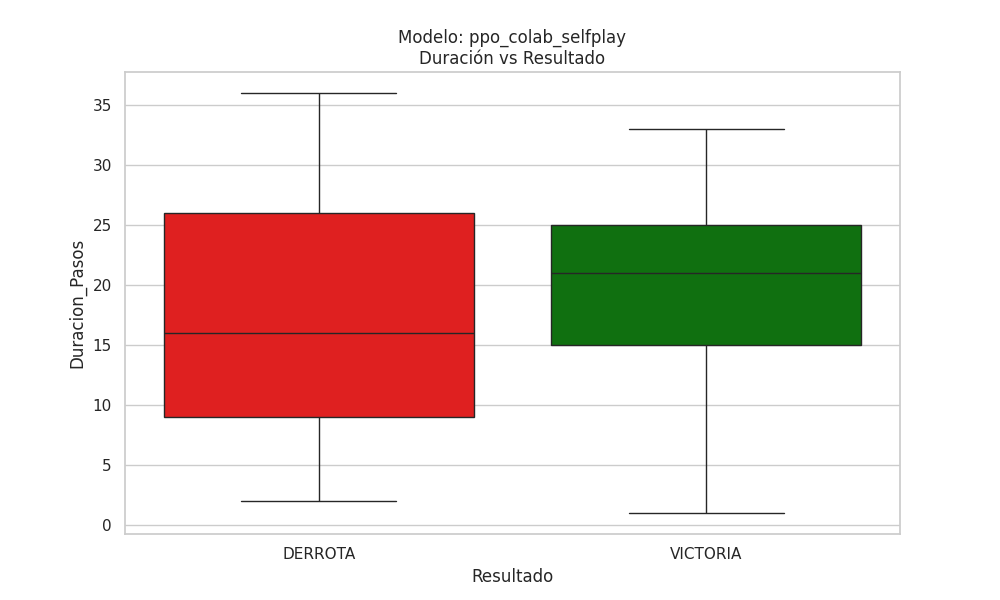 Modelo: ppo_colab_selfplay
Duración vs Resultado
Duracion_Pasos
35
30
25
20
15
10
5
0
DERROTA
VICTORIA
Resultado